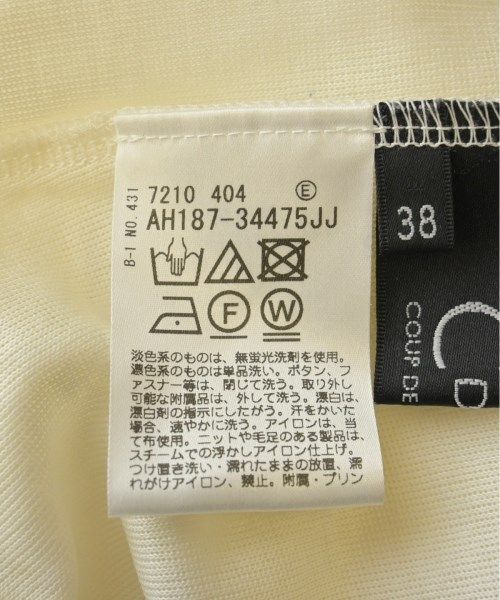 B-1 NO.431
7210 404 E
AH187-34475JJ
F W
淡色系のものは、無蛍光洗剤を使用。
濃色系のものは単品洗い。ボタン、フ
ァスナー等は、閉じて洗う。取り外し
可能な附属品は、外して洗う。漂白は、
漂白剤の指示にしたがう。汗をかいた
場合、速やかに洗う。アイロンは、当
て布使用。ニットや毛足のある製品は、
スチームでの浮かしアイロン仕上げ。
つけ置き洗い・濡れたままの放置、濡
れがけアイロン、禁止。附属・プリン
38
COUP DE